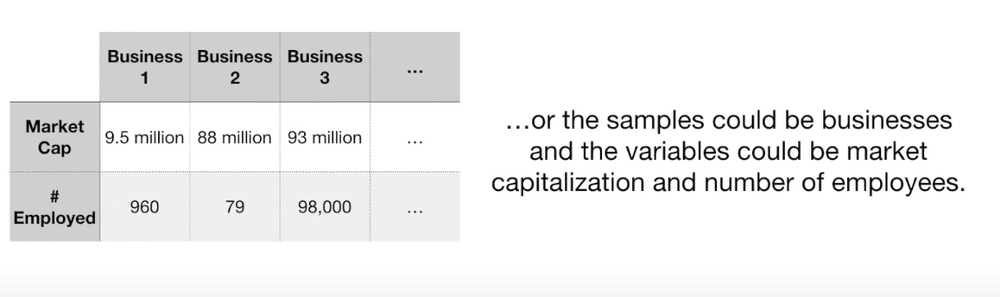 Business 1 Business 2 Business 3 ...
Market Cap 9.5 million 88 million 93 million ...
# Employed 960 79 98,000 ...
...or the samples could be businesses
and the variables could be market
capitalization and number of employees.